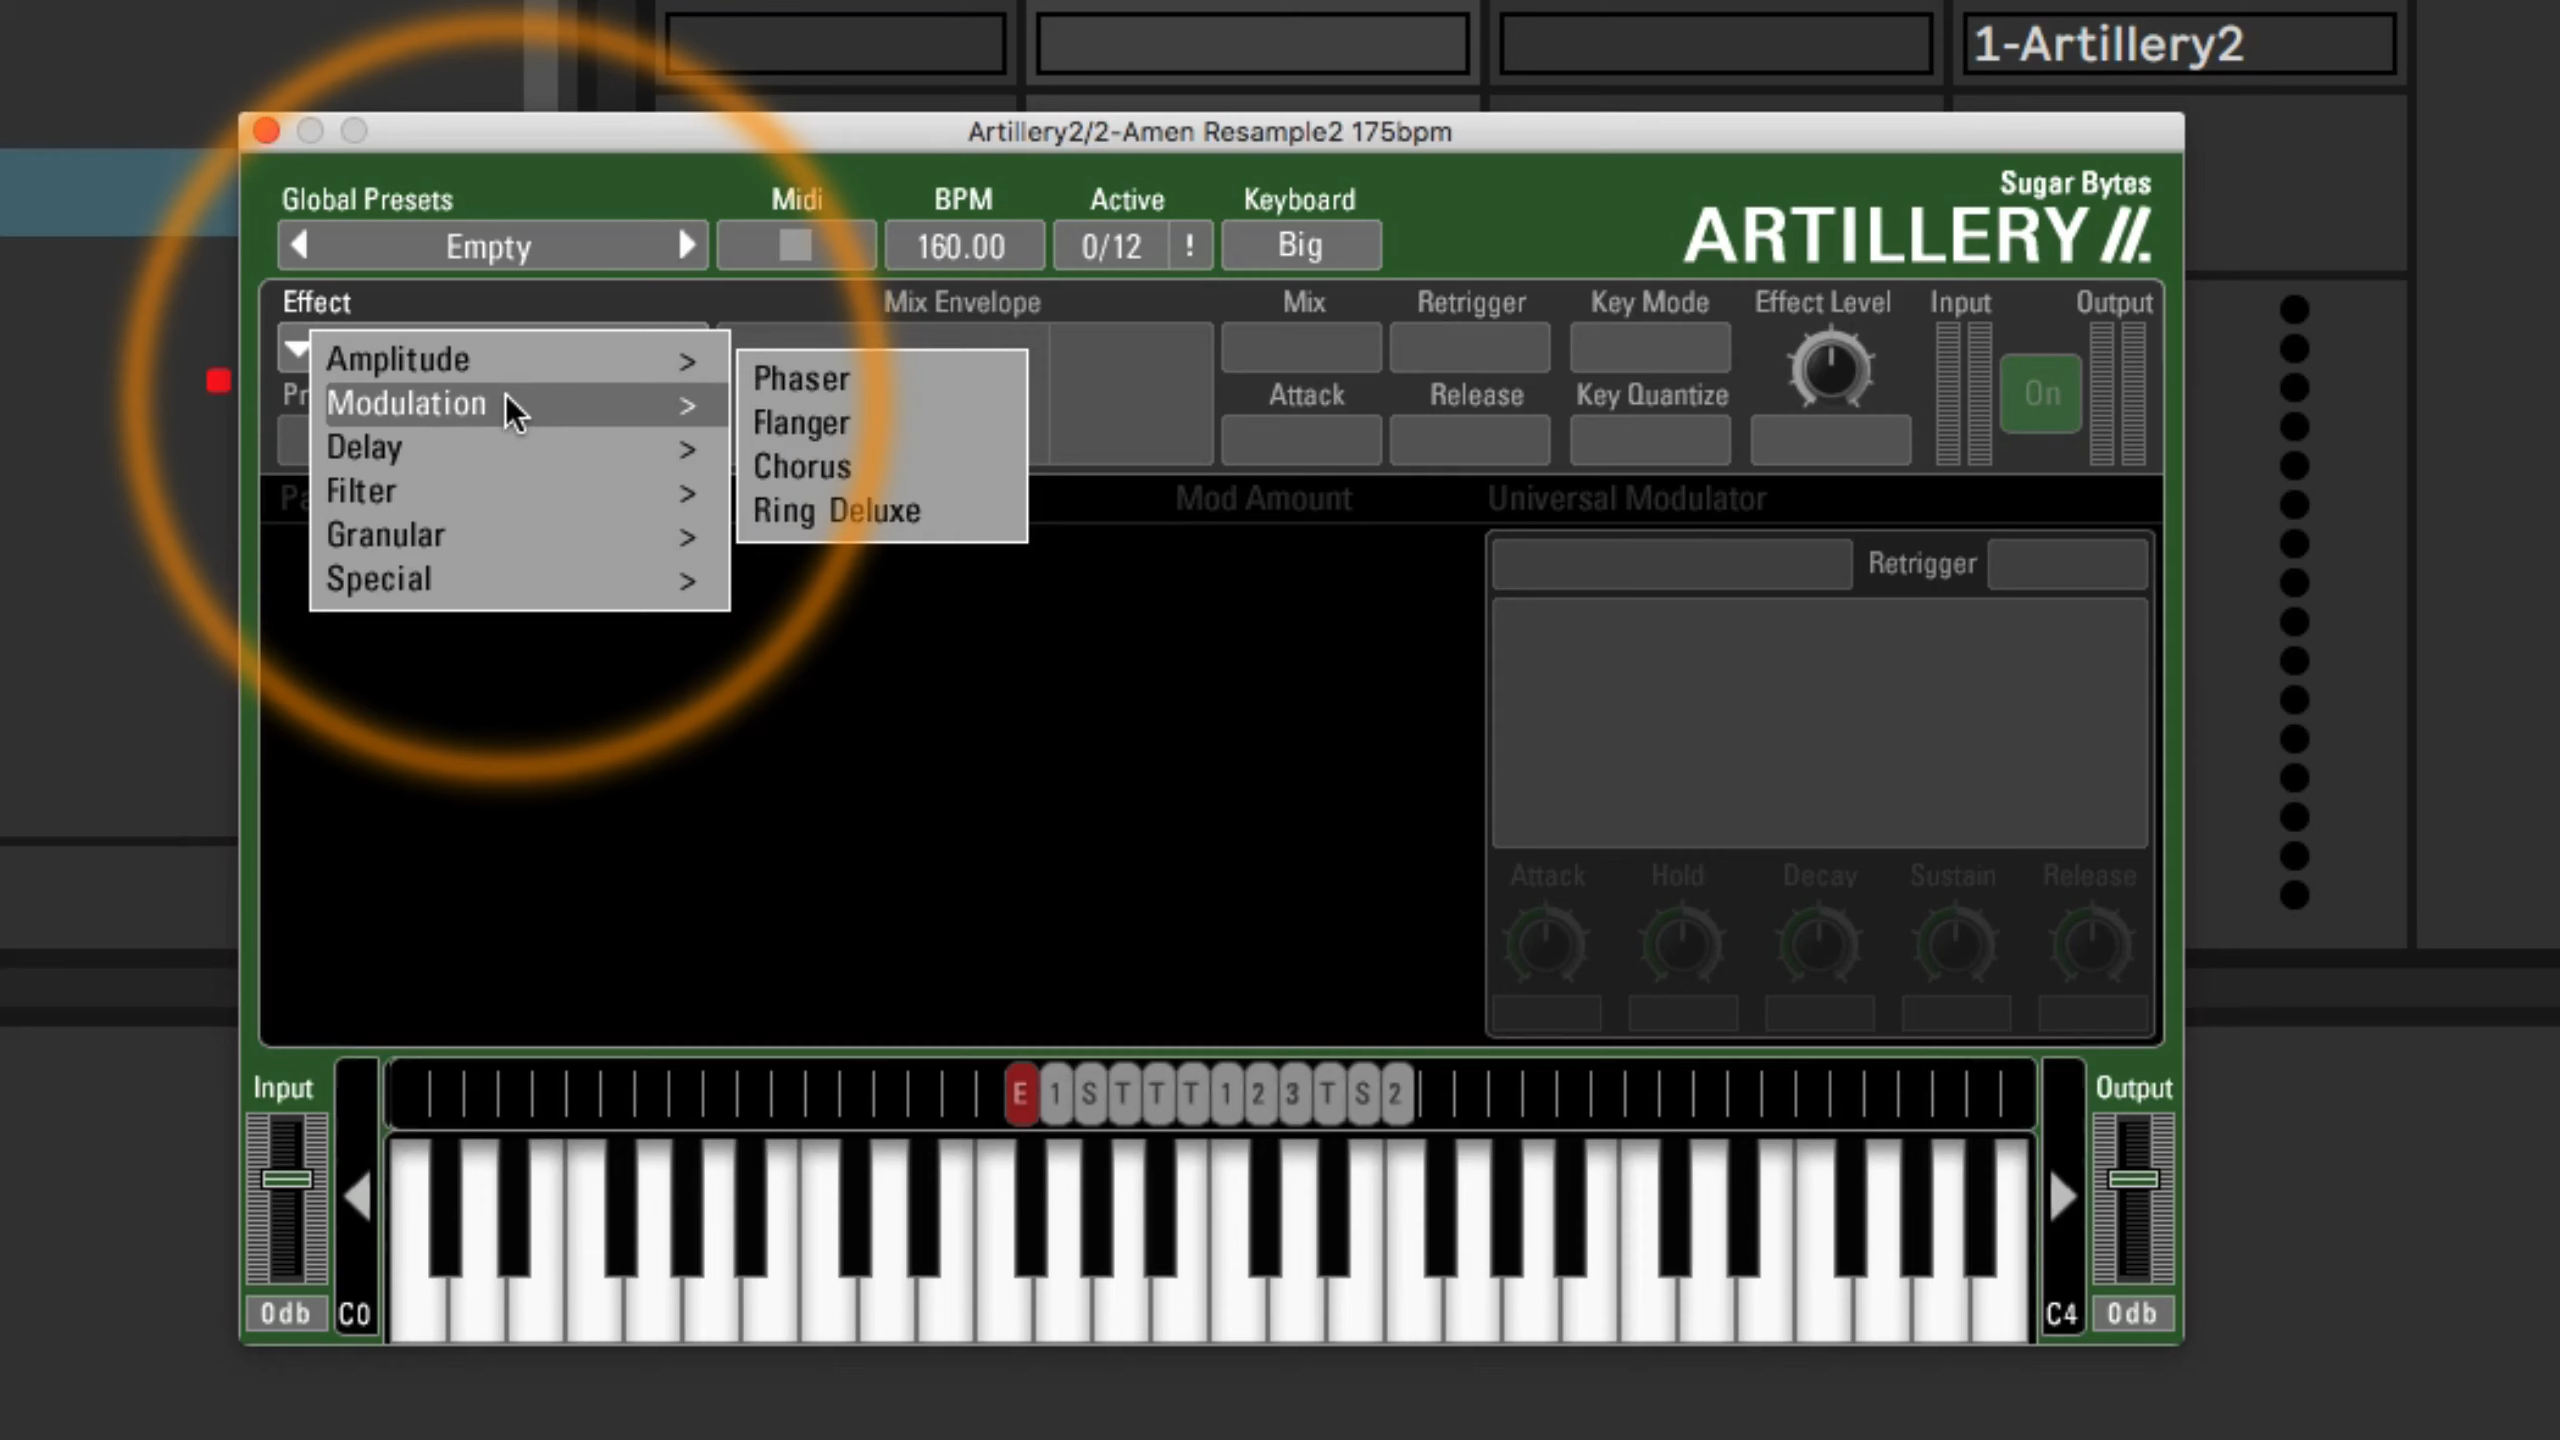 1-Artillery2
Artillery2/2-Amen Resample2 175bpm
Sugar Bytes
ARTILLERY //.
Global Presets
Midi
BPM
Active
Keyboard
Empty
160.00
0/12
!
Big
Effect
Mix Envelope
Mix
Retrigger
Key Mode
Effect Level
Input
Output
On
Pr
Attack
Release
Key Quantize
Amplitude >
Modulation >
Delay >
Filter >
Granular >
Special >
Phaser
Flanger
Chorus
Ring Deluxe
Pa
Mod Amount
Universal Modulator
Retrigger
Attack
Hold
Decay
Sustain
Release
Input
E 1 S T T T 1 2 3 T S 2
Output
0db
C0
C4
0db